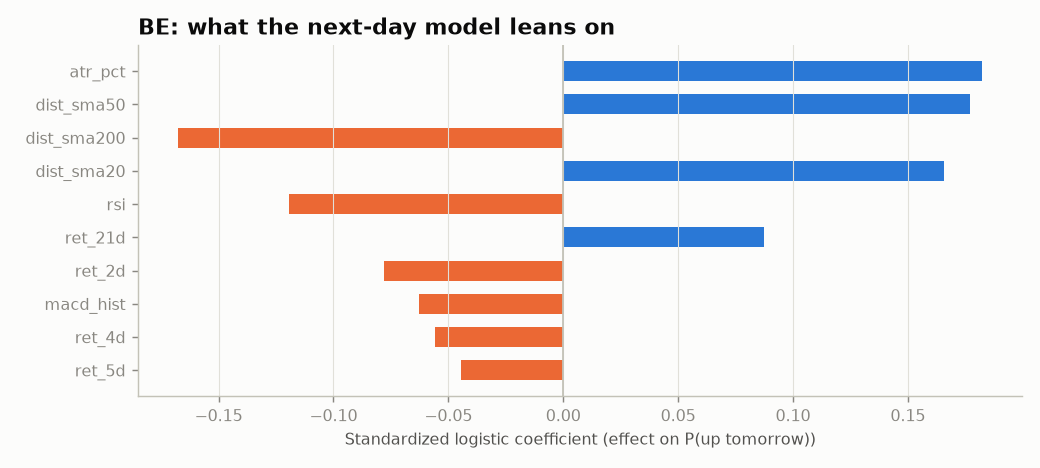 BE: what the next-day model leans on
atr_pct
dist_sma50
dist_sma200
dist_sma20
rsi
ret_21d
ret_2d
macd_hist
ret_4d
ret_5d
−0.15 −0.10 −0.05 0.00 0.05 0.10 0.15
Standardized logistic coefficient (effect on P(up tomorrow))